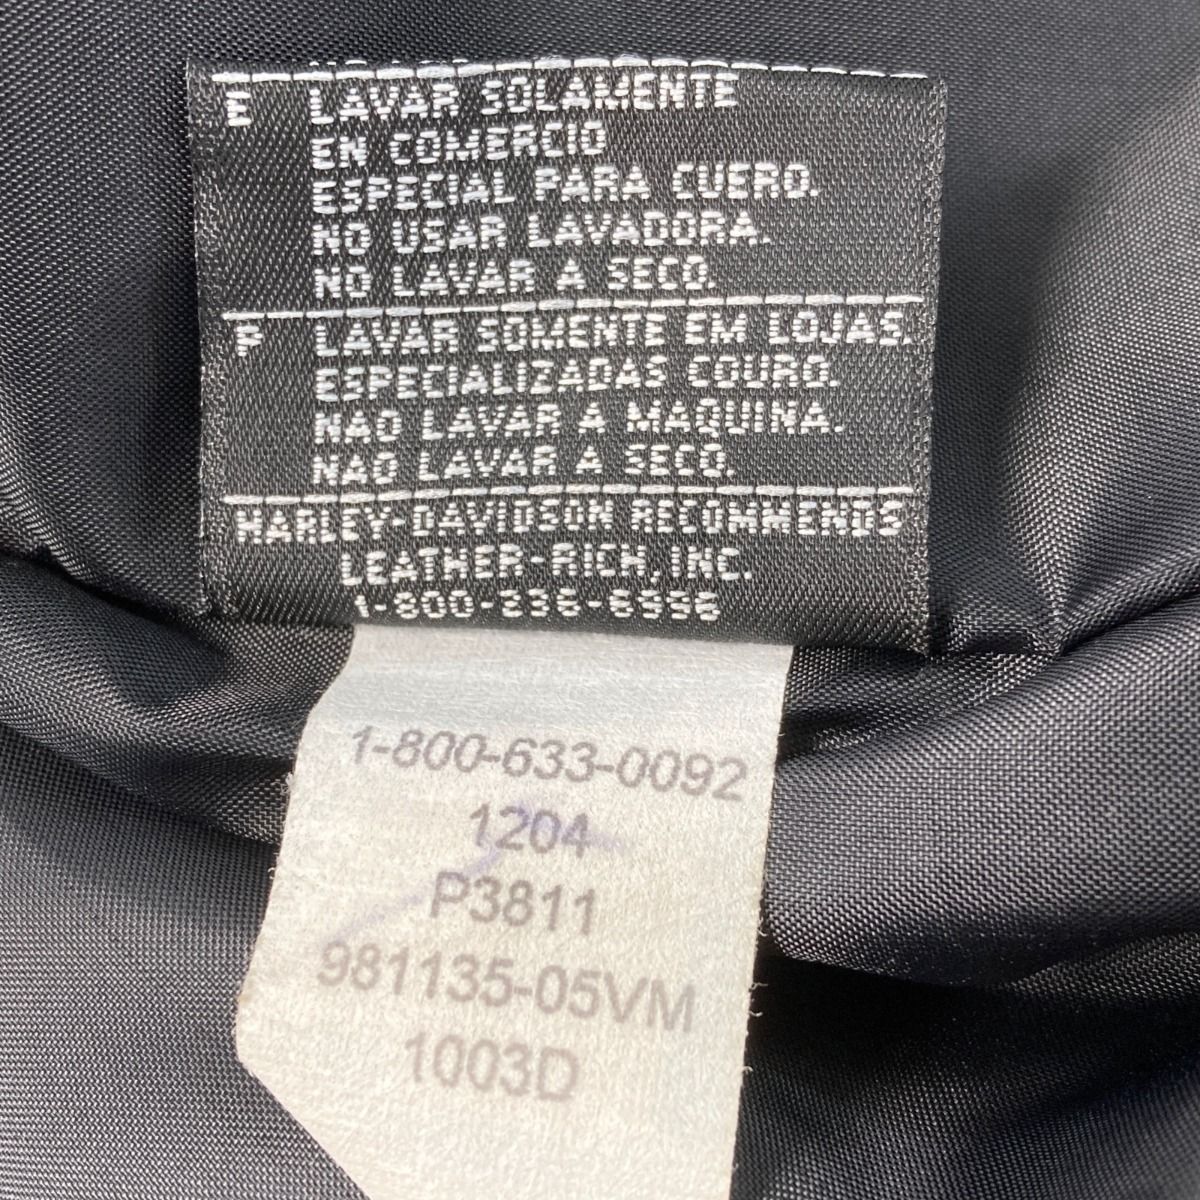 E LAVAR SOLAMENTE
EN COMERCIO
ESPECIAL PARA CUERO.
NO USAR LAVADORA.
NO LAVAR A SECO.
P LAVAR SOMENTE EM LOJAS.
ESPECIALIZADAS COURO.
NAO LAVAR A MAQUINA.
NAO LAVAR A SECO.
HARLEY-DAVIDSON RECOMMENDS
LEATHER-RICH, INC.
1-800-236-6996
1-800-633-0092
1204
P3811
981135-05VM
1003D